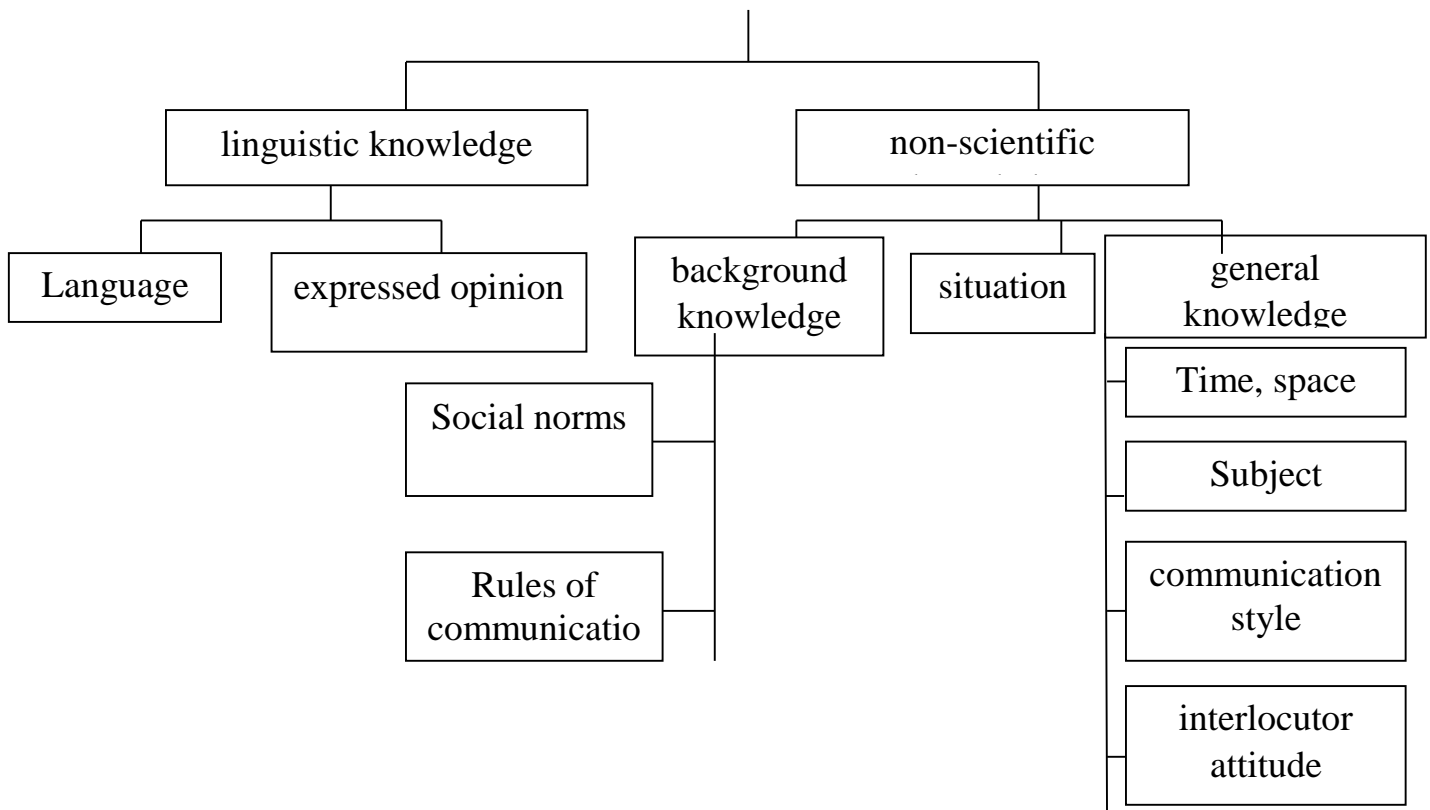 linguistic knowledge
non-scientific
Language
expressed opinion
background
knowledge
situation
general
knowledge
Time, space
Social norms
Subject
Rules of
communicatio
communication
style
interlocutor
attitude